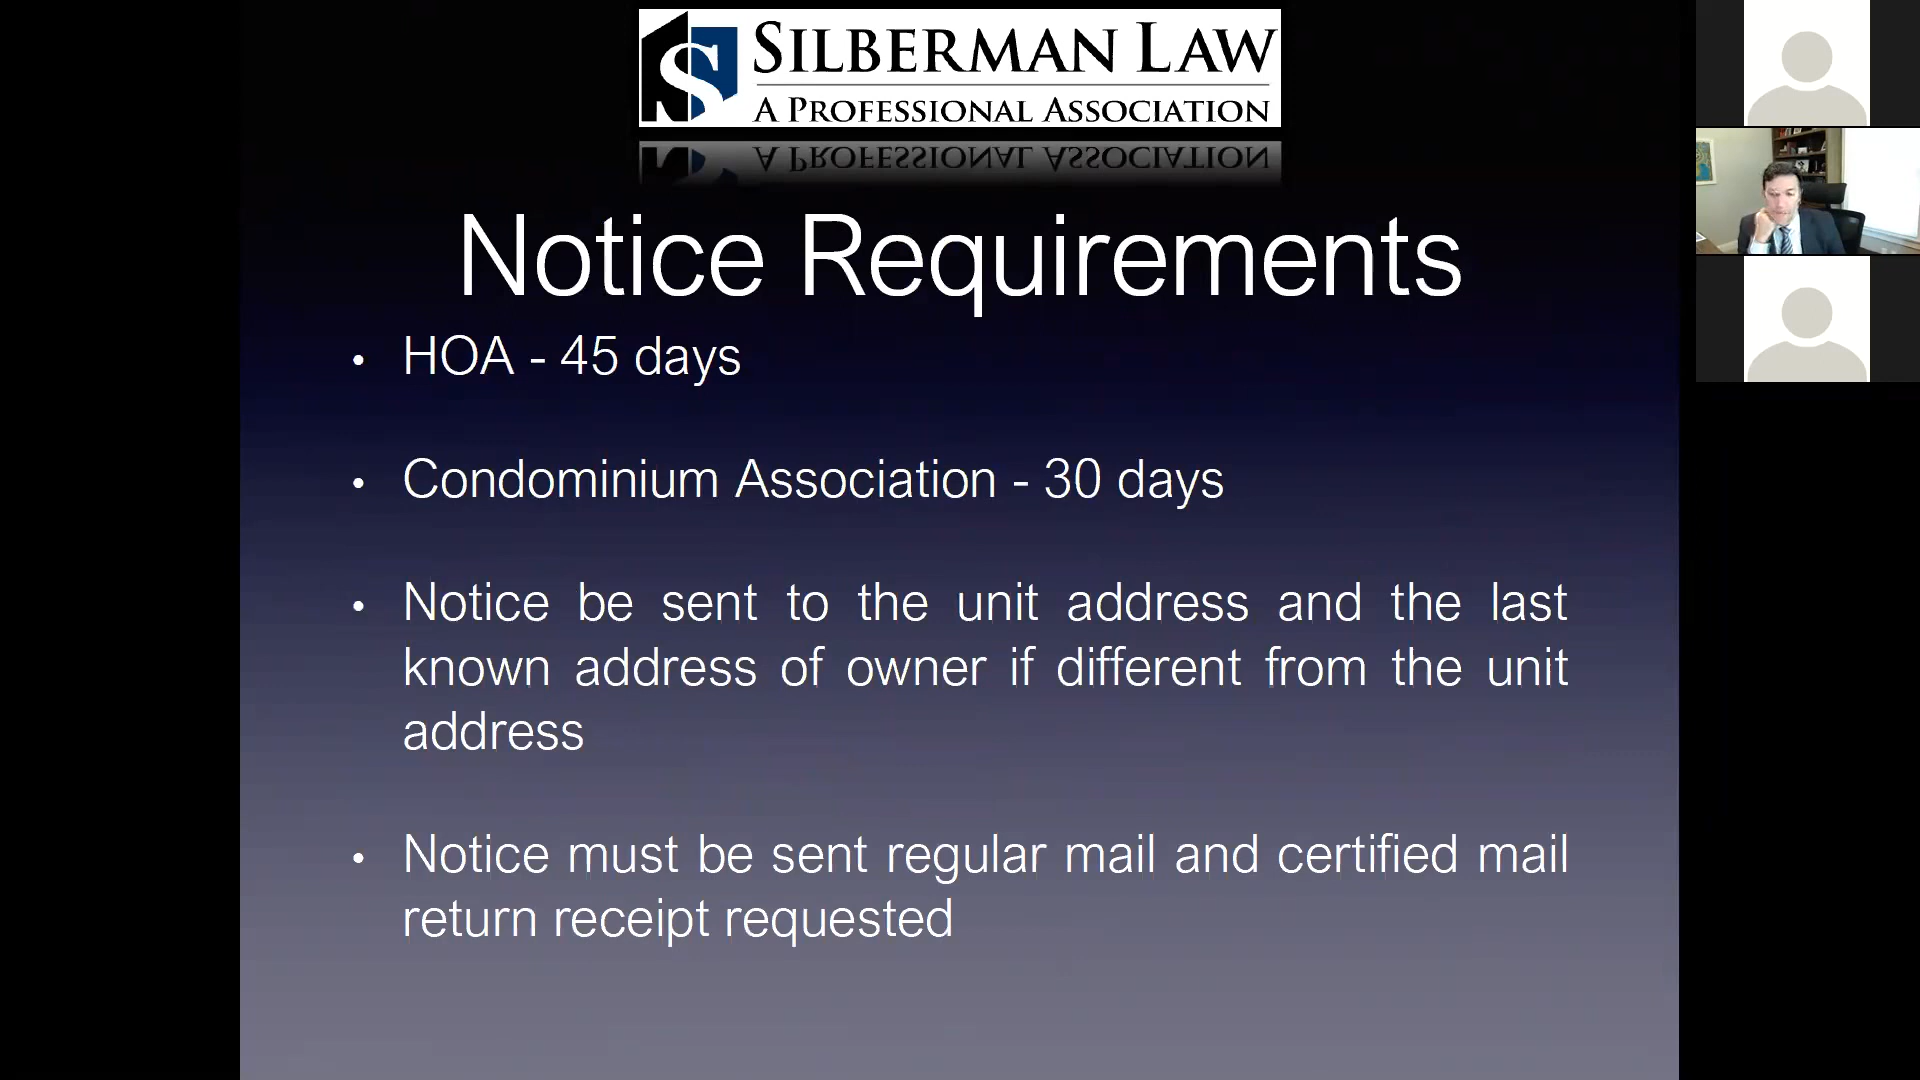 SILBERMAN LAW
A PROFESSIONAL ASSOCIATION
Notice Requirements
• HOA - 45 days
• Condominium Association - 30 days
• Notice be sent to the unit address and the last
known address of owner if different from the unit
address
• Notice must be sent regular mail and certified mail
return receipt requested